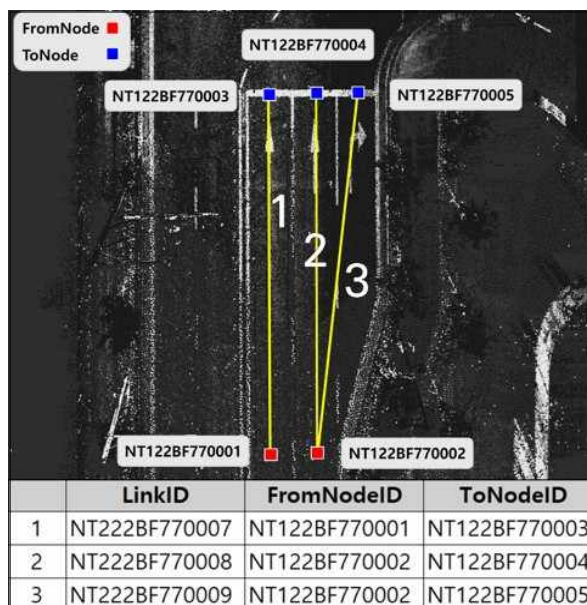 FromNode
ToNode
NT122BF770004
NT122BF770003
NT122BF770005
1
2
3
NT122BF770001
NT122BF770002
LinkID FromNodeID ToNodeID
1 NT222BF770007 NT122BF770001 NT122BF770003
2 NT222BF770008 NT122BF770002 NT122BF770004
3 NT222BF770009 NT122BF770002 NT122BF770005